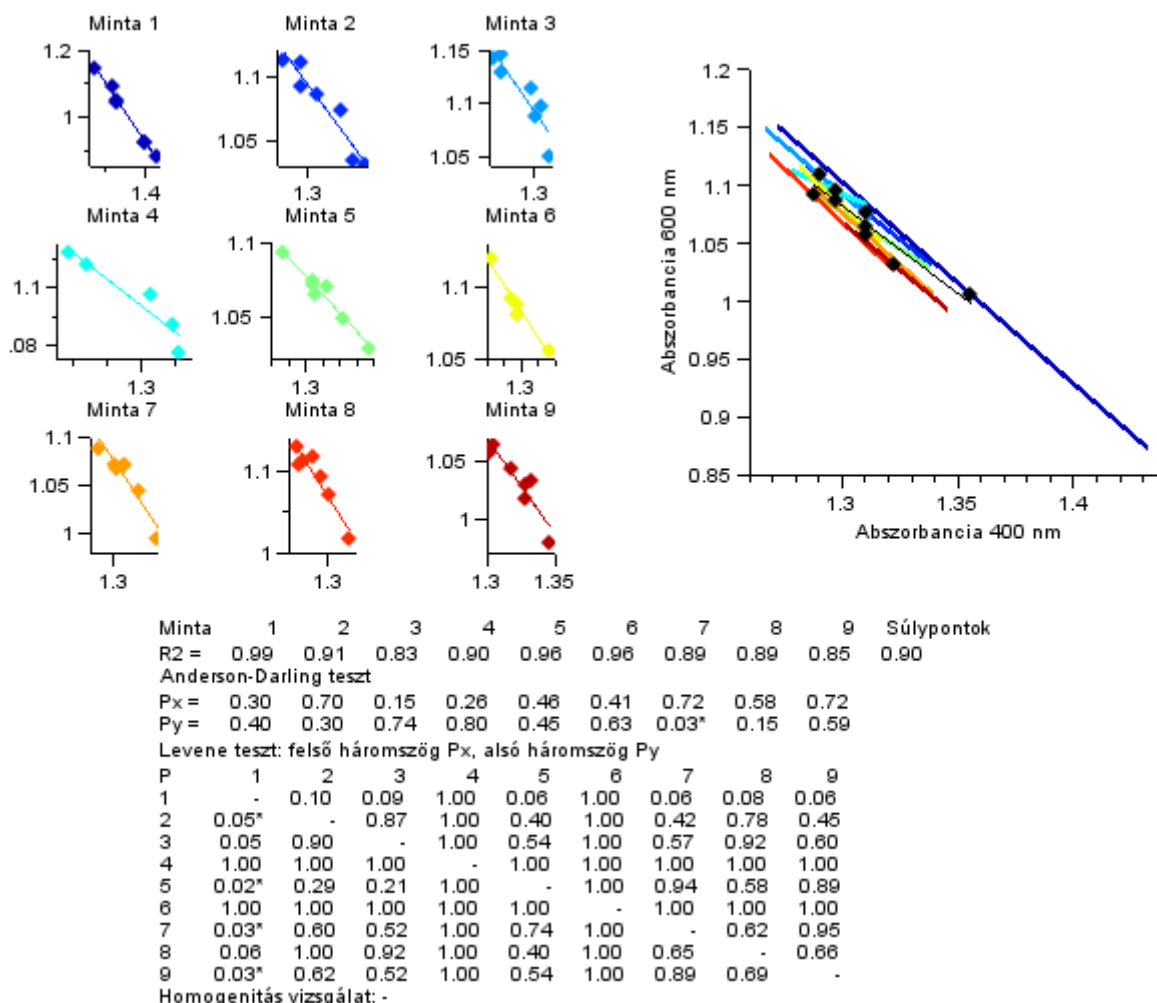 Minta 1
Minta 2
Minta 3
1.2
1
1.4
1.1
1.05
1.3
1.15
1.1
1.05
1.3
Minta 4
Minta 5
Minta 6
1.1
.08
1.3
1.1
1.05
1.3
1.1
1.05
1.3
Minta 7
Minta 8
Minta 9
1.1
1.05
1
1.3
1.1
1
1.3
1.05
1
1.3 1.35
Abszorbancia 600 nm
1.2
1.15
1.1
1.05
1
0.95
0.9
0.85
1.3 1.35 1.4
Abszorbancia 400 nm
Minta 1 2 3 4 5 6 7 8 9 Súlypontok
R2 = 0.99 0.91 0.83 0.90 0.96 0.96 0.89 0.89 0.85 0.90
Anderson-Darling teszt
Px = 0.30 0.70 0.15 0.26 0.46 0.41 0.72 0.58 0.72
Py = 0.40 0.30 0.74 0.80 0.45 0.63 0.03* 0.15 0.59
Levene teszt: felső háromszög Px, alsó háromszög Py
P 1 2 3 4 5 6 7 8 9
1 - 0.10 0.09 1.00 0.06 1.00 0.06 0.08 0.06
2 0.05* - 0.87 1.00 0.40 1.00 0.42 0.78 0.45
3 0.05 0.90 - 1.00 0.54 1.00 0.57 0.92 0.60
4 1.00 1.00 1.00 - 1.00 1.00 1.00 1.00 1.00
5 0.02* 0.29 0.21 1.00 - 1.00 0.94 0.58 0.89
6 1.00 1.00 1.00 1.00 1.00 - 1.00 1.00 1.00
7 0.03* 0.60 0.52 1.00 0.74 1.00 - 0.62 0.95
8 0.06 1.00 0.92 1.00 0.40 1.00 0.65 - 0.66
9 0.03* 0.62 0.52 1.00 0.54 1.00 0.89 0.69 -
Homogenitás vizsgálat: -